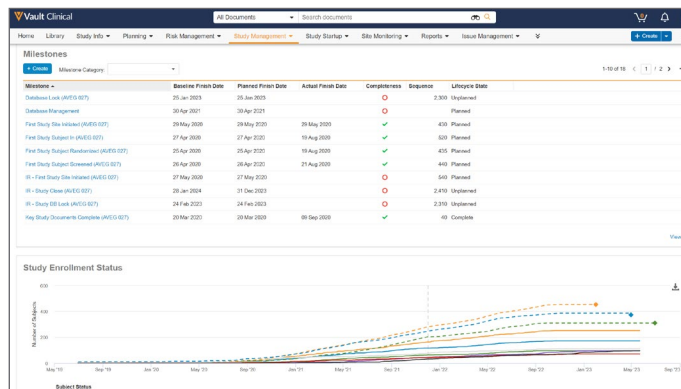 Vault Clinical
All Documents
Search documents
Home Library Study Info Planning Risk Management Study Management Study Startup Site Monitoring Reports Issue Management + Create
Milestones
+ Create Milestone Category:
1-10 of 16 1 / 2
Milestone Baseline Finish Date Planned Finish Date Actual Finish Date Completeness Sequence Lifecycle State
Database Lock (AVEG 027) 25 Jan 2023 25 Jan 2023 2,300 Unplanned
Database Management 30 Apr 2021 30 Apr 2021 Planned
First Study Site Initiated (AVEG 027) 29 May 2020 29 May 2020 29 May 2020 430 Planned
First Study Subject In (AVEG 027) 27 Apr 2020 27 Apr 2020 19 Aug 2020 520 Planned
First Study Subject Randomized (AVEG 027) 25 Apr 2020 25 Apr 2020 19 Aug 2020 435 Planned
First Study Subject Screened (AVEG 027) 26 Apr 2020 26 Apr 2020 21 Aug 2020 440 Planned
IR - First Study Site Initiated (AVEG 027) 27 May 2020 27 May 2020 540 Planned
IR - Study Close (AVEG 027) 28 Jan 2024 31 Dec 2023 2,410 Unplanned
IR - Study DB Lock (AVEG 027) 24 Feb 2023 24 Feb 2023 2,310 Unplanned
Key Study Documents Complete (AVEG 027) 20 Mar 2020 20 Mar 2020 09 Sep 2020 40 Complete
View
Study Enrollment Status
Number of Subjects
600
400
200
0
May '19 Sep '19 Jan '20 May '20 Sep '20 Jan '21 May '21 Sep '21 Jan '22 May '22 Sep '22 Jan '23 May '23 Sep '23
Subject Status